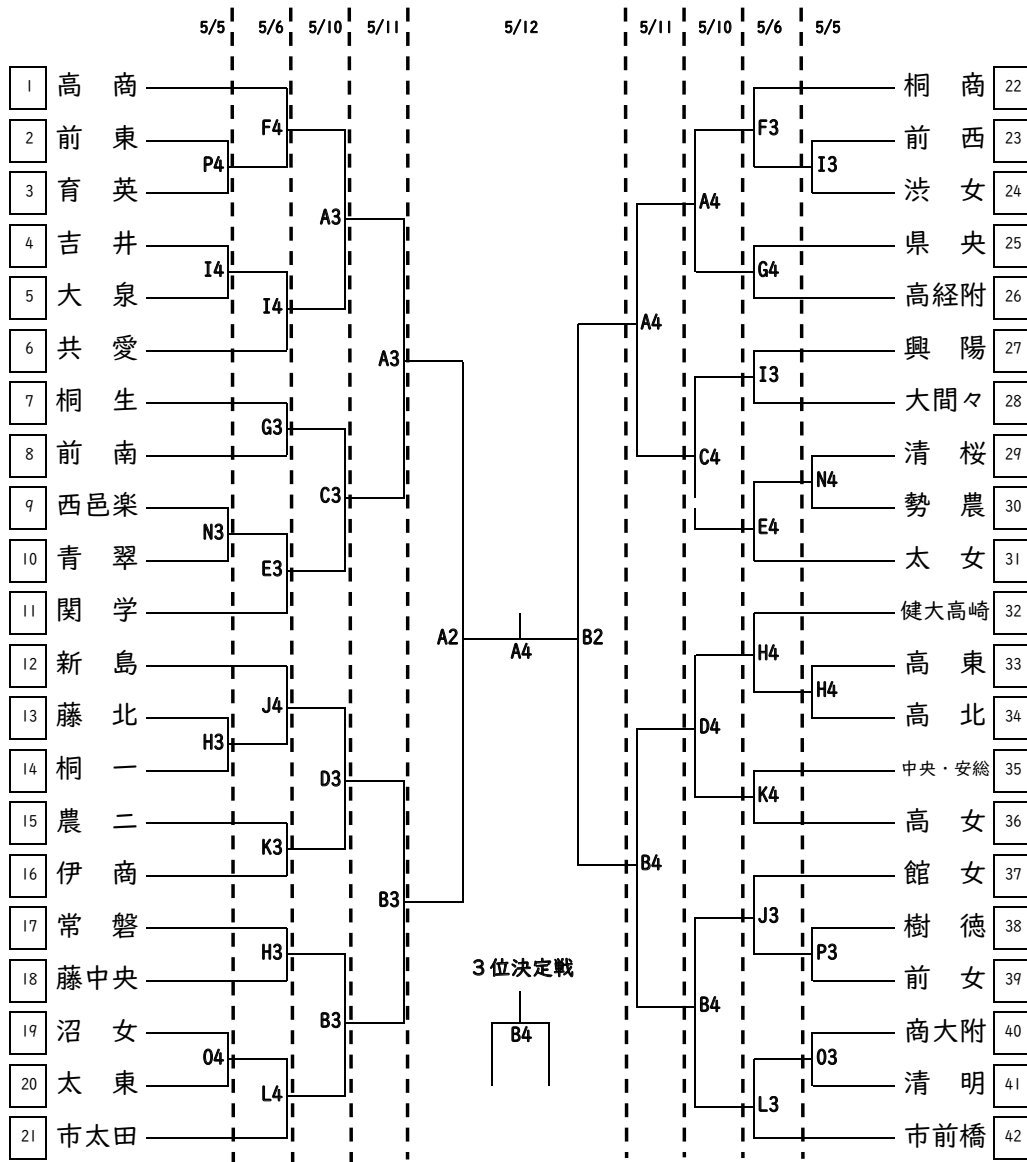 5/5 5/6 5/10 5/11 5/12 5/11 5/10 5/6 5/5
1 高商
2 前東
3 育英
4 吉井
5 大泉
6 共愛
7 桐生
8 前南
9 西邑楽
10 青翠
11 関学
12 新島
13 藤北
14 桐一
15 農二
16 伊商
17 常磐
18 藤中央
19 沼女
20 太東
21 市太田
P4
I4
N3
H3
O4
F4
I4
G3
E3
J4
K3
H3
L4
A3
C3
D3
B3
A3
B3
A2
A4
B2
3位決定戦
B4
A4
B4
A4
C4
D4
B4
F3
G4
I3
E4
H4
K4
J3
L3
I3
N4
H4
P3
O3
桐商 22
前西 23
渋女 24
県央 25
高経附 26
興陽 27
大間々 28
清桜 29
勢農 30
太女 31
健大高崎 32
高東 33
高北 34
中央・安総 35
高女 36
館女 37
樹徳 38
前女 39
商大附 40
清明 41
市前橋 42